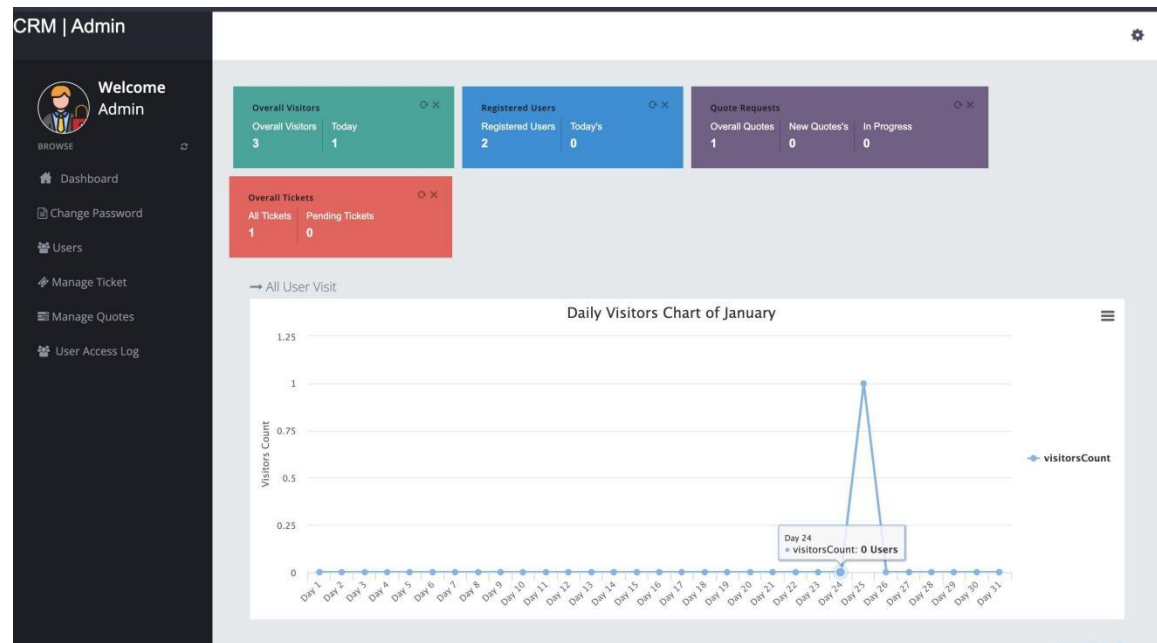 CRM | Admin
Welcome
Admin
BROWSE
Dashboard
Change Password
Users
Manage Ticket
Manage Quotes
User Access Log
Overall Visitors
Overall Visitors Today
3 1
Registered Users
Registered Users Today's
2 0
Quote Requests
Overall Quotes New Quotes's In Progress
1 0 0
Overall Tickets
All Tickets Pending Tickets
1 0
All User Visit
Daily Visitors Chart of January
Visitors Count
1.25
1
0.75
0.5
0.25
0
Day 24
visitorsCount: 0 Users
visitorsCount
Day 1 Day 2 Day 3 Day 4 Day 5 Day 6 Day 7 Day 8 Day 9 Day 10 Day 11 Day 12 Day 13 Day 14 Day 15 Day 16 Day 17 Day 18 Day 19 Day 20 Day 21 Day 22 Day 23 Day 24 Day 25 Day 26 Day 27 Day 28 Day 29 Day 30 Day 31